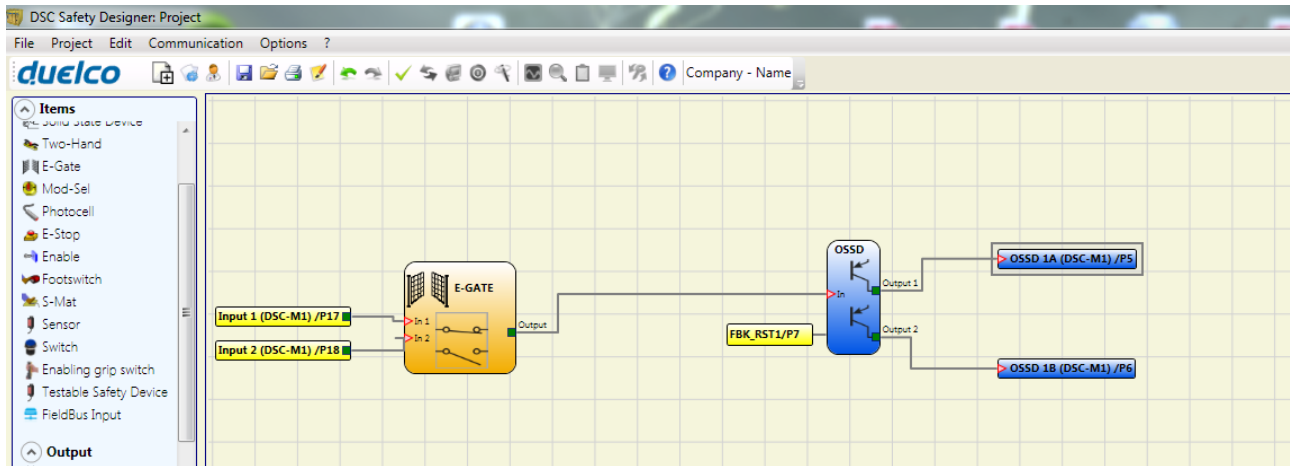 DSC Safety Designer: Project
File Project Edit Communication Options ?
duelco Company - Name
Items
Solid State Device
Two-Hand
E-Gate
Mod-Sel
Photocell
E-Stop
Enable
Footswitch
S-Mat
Sensor
Switch
Enabling grip switch
Testable Safety Device
FieldBus Input
Output
Input 1 (DSC-M1) /P17
Input 2 (DSC-M1) /P18
E-GATE
In 1
In 2
Output
OSSD
In
Output 1
Output 2
FBK_RST1/P7
OSSD 1A (DSC-M1) /P5
OSSD 1B (DSC-M1) /P6